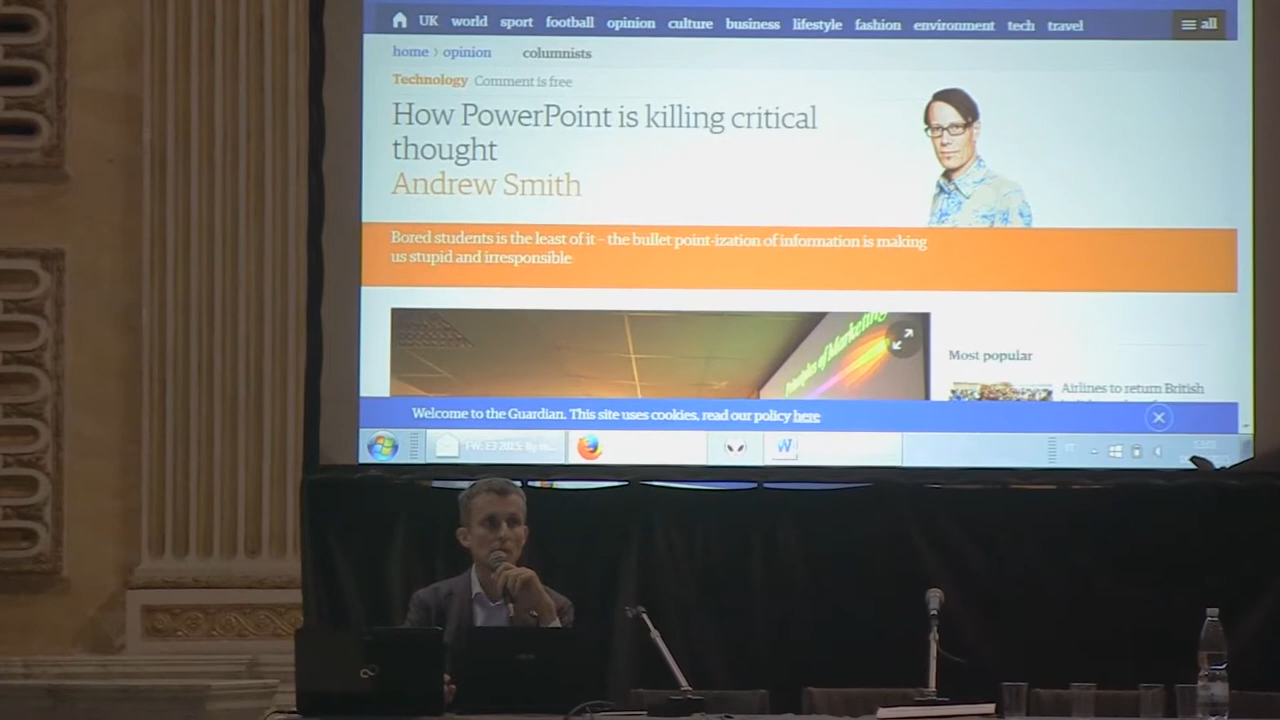 UK world sport football opinion culture business lifestyle fashion environment tech travel all
home › opinion columnists
Technology Comment is free
How PowerPoint is killing critical
thought
Andrew Smith
Bored students is the least of it – the bullet point-ization of information is making
us stupid and irresponsible
Principles of Marketing
Most popular
Airlines to return British
Welcome to the Guardian. This site uses cookies, read our policy here
FW: E3 2015:
W